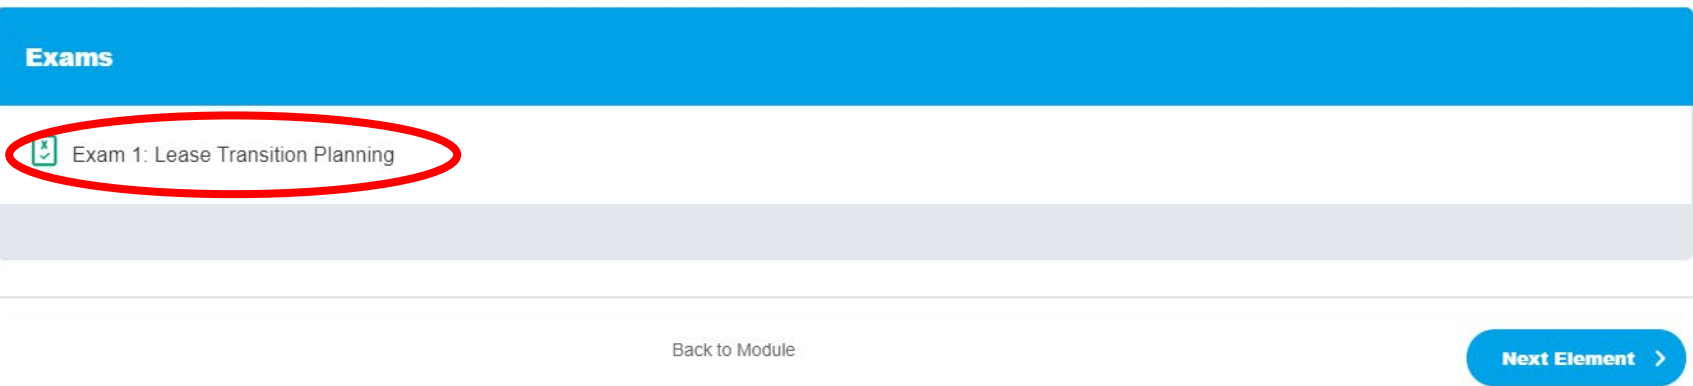 Exams
Exam 1: Lease Transition Planning
Back to Module
Next Element